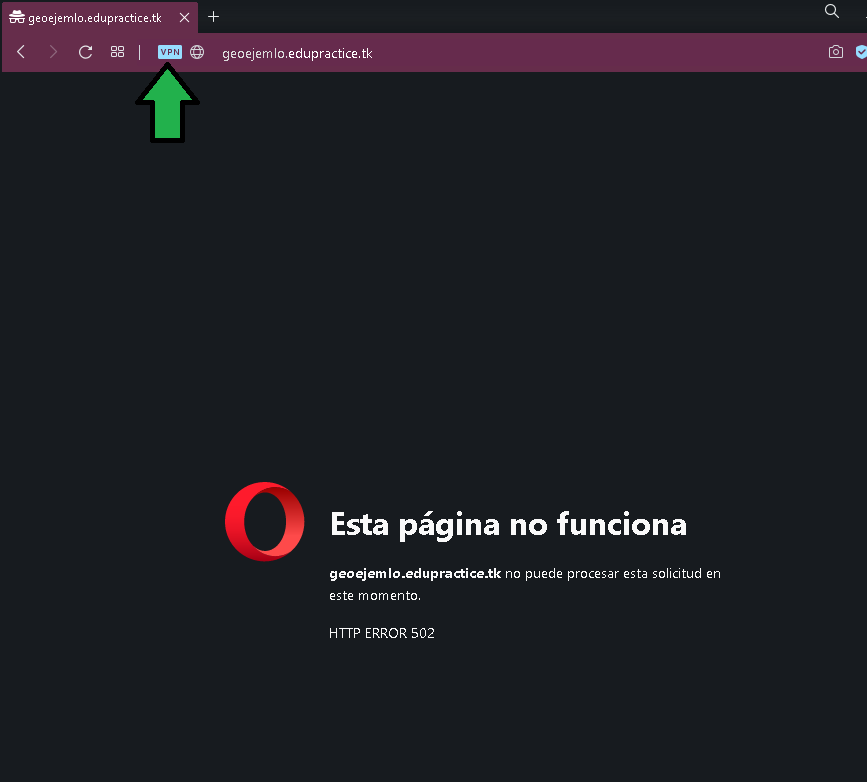 geoejemlo.edupractice.tk
VPN
geoejemlo.edupractice.tk
Esta página no funciona
geoejemlo.edupractice.tk no puede procesar esta solicitud en
este momento.
HTTP ERROR 502